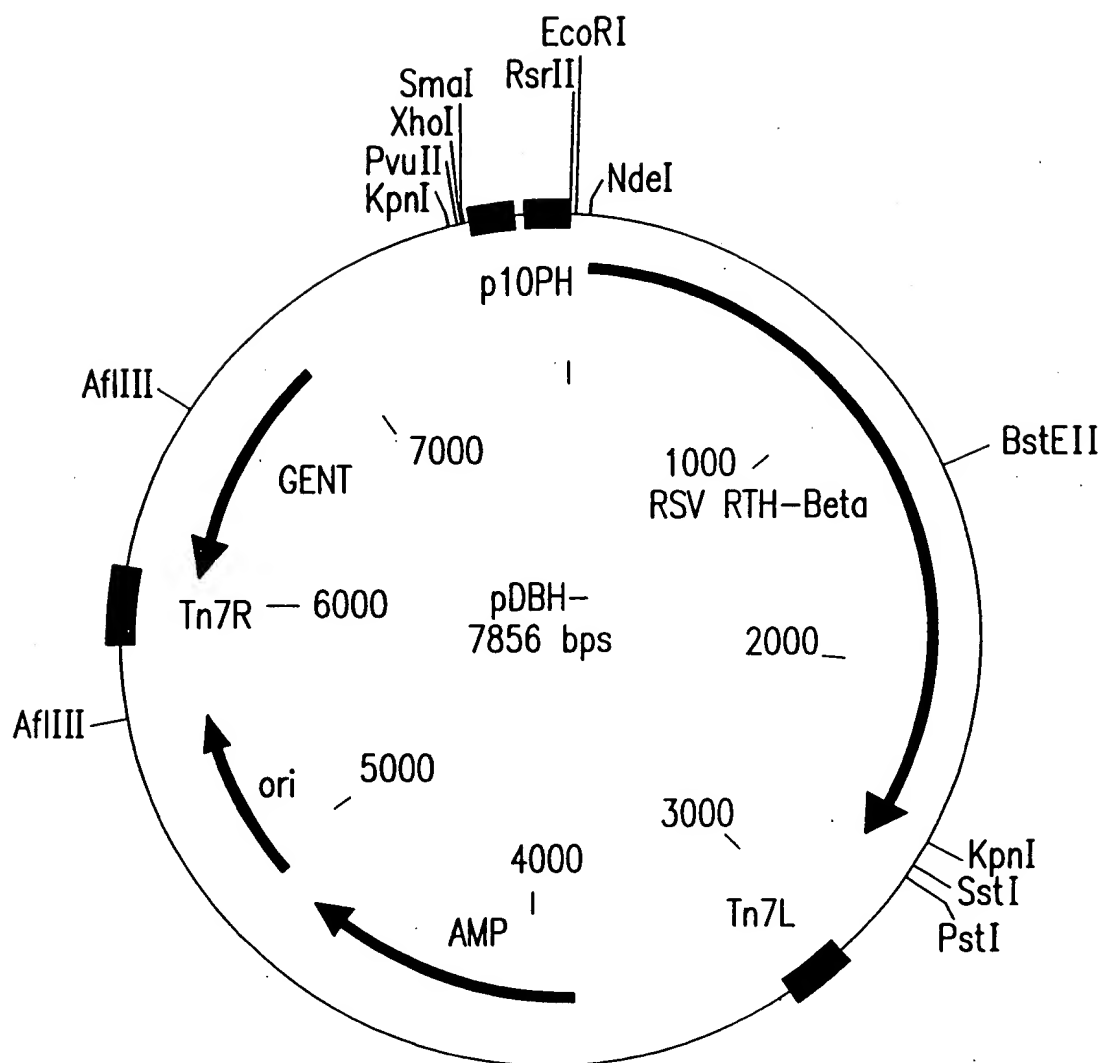 EcoRI
RsrII
SmaI
XhoI
PvuII
KpnI
NdeI
p10PH
AflIII
7000
GENT
1000
RSV RTH-Beta
BstEII
Tn7R
6000
pDBH-
7856 bps
2000
AflIII
ori
5000
3000
4000
KpnI
SstI
PstI
Tn7L
AMP